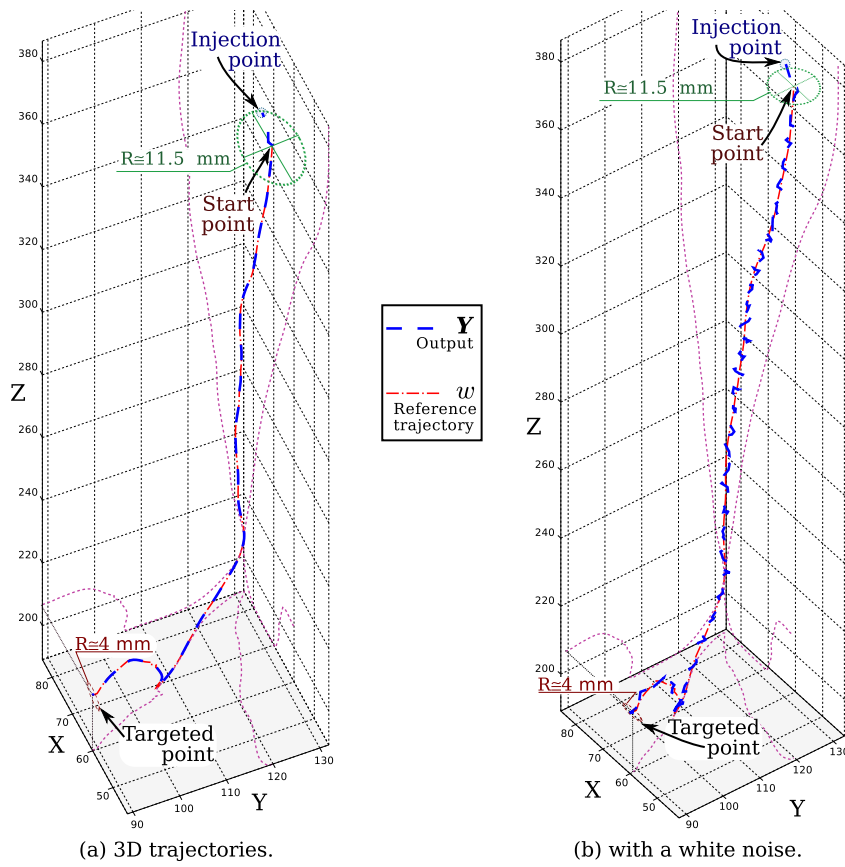 Injection
point
R≅11.5 mm
Start
point
380
360
340
320
300
280
260
240
220
200
Z
R≅4 mm
Targeted
point
80
70
60
50
X
90
100
110
120
130
Y
(a) 3D trajectories.
Y
Output
w
Reference
trajectory
Injection
point
R≅11.5 mm
Start
point
380
360
340
320
300
280
260
240
220
200
Z
R≅4 mm
Targeted
point
80
70
60
50
X
90
100
110
120
130
Y
(b) with a white noise.